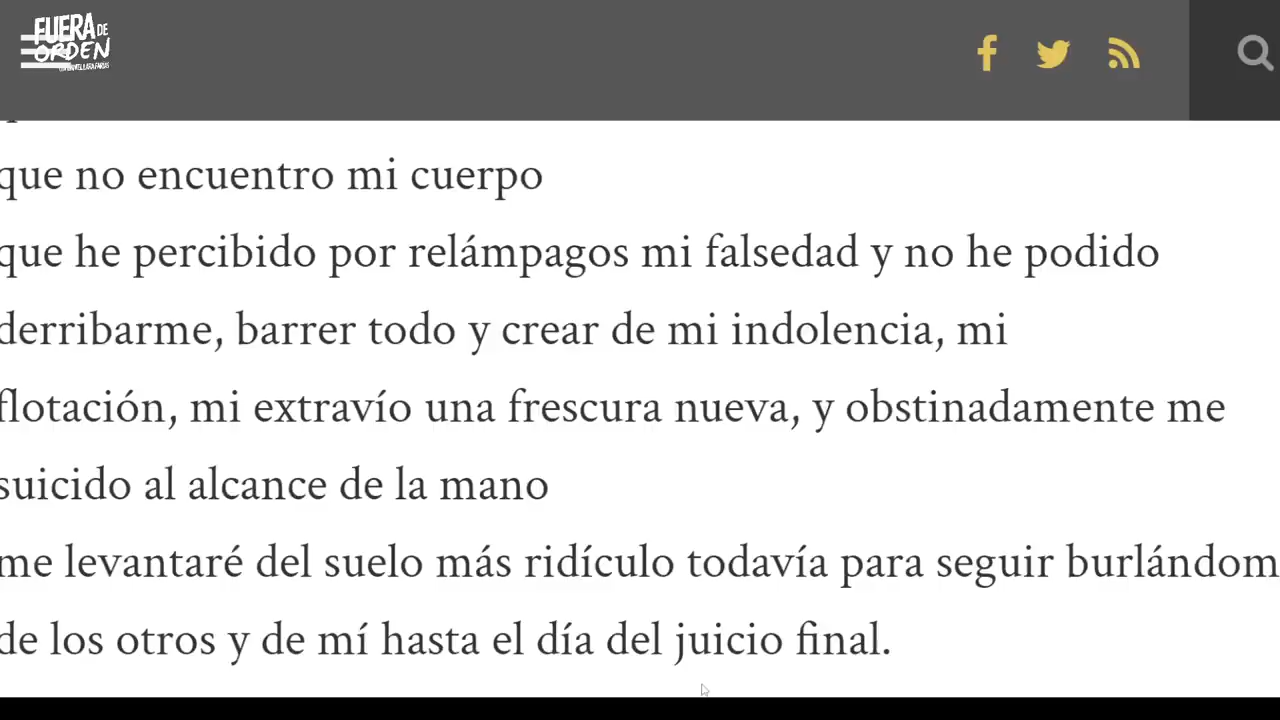 FUERA DE
ORDEN
que no encuentro mi cuerpo
que he percibido por relámpagos mi falsedad y no he podido
derribarme, barrer todo y crear de mi indolencia, mi
flotación, mi extravío una frescura nueva, y obstinadamente me
suicido al alcance de la mano
me levantaré del suelo más ridículo todavía para seguir burlándom
de los otros y de mí hasta el día del juicio final.